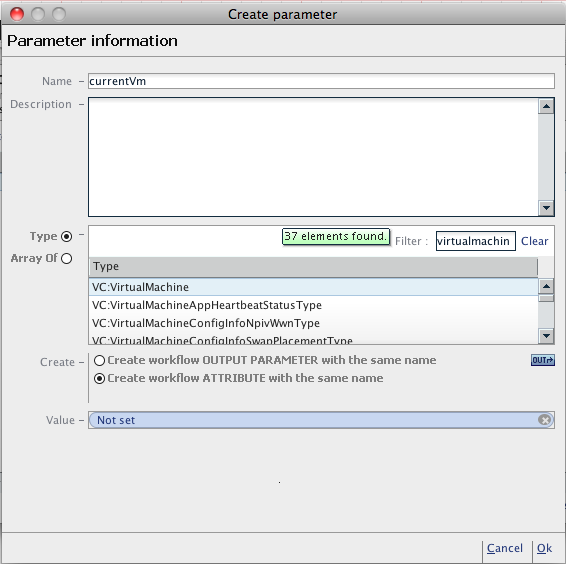 Create parameter
Parameter information
Name
currentVm
Description
Type
37 elements found.
Filter :
virtualmachin
Clear
Array Of
Type
VC:VirtualMachine
VC:VirtualMachineAppHeartbeatStatusType
VC:VirtualMachineConfigInfoNpivWwnType
VC:VirtualMachineConfigInfoSwapPlacementType
Create
Create workflow OUTPUT PARAMETER with the same name
OUT
Create workflow ATTRIBUTE with the same name
Value
Not set
Cancel
Ok